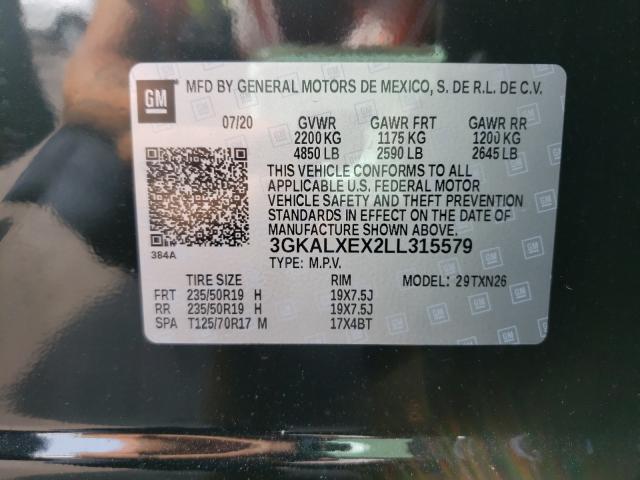 GM MFD BY GENERAL MOTORS DE MEXICO, S. DE R.L. DE C.V.
07/20 GVWR GAWR FRT GAWR RR
2200 KG 1175 KG 1200 KG
4850 LB 2590 LB 2645 LB
THIS VEHICLE CONFORMS TO ALL
APPLICABLE U.S. FEDERAL MOTOR
VEHICLE SAFETY AND THEFT PREVENTION
STANDARDS IN EFFECT ON THE DATE OF
MANUFACTURE SHOWN ABOVE.
384A
3GKALXEX2LL315579
TYPE: M.P.V. MODEL: 29TXN26
TIRE SIZE RIM
FRT 235/50R19 H 19X7.5J
RR 235/50R19 H 19X7.5J
SPA T125/70R17 M 17X4BT